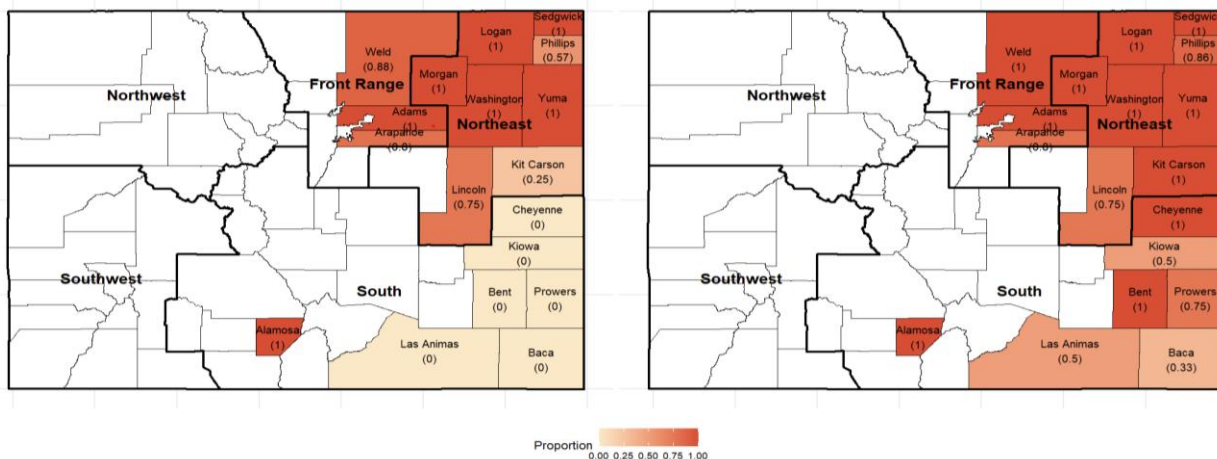 Sedgwick
(1)
Logan
(1)
Phillips
(0.57)
Weld
(0.88)
Front Range
Morgan
(1)
Northwest
Washington
(1)
Yuma
(1)
Adams
(1)
Northeast
Arapahoe
(0.8)
Kit Carson
(0.25)
Lincoln
(0.75)
Cheyenne
(0)
Kiowa
(0)
Southwest
South
Bent
(0)
Prowers
(0)
Alamosa
(1)
Las Animas
(0)
Baca
(0)
Sedgwick
(1)
Logan
(1)
Phillips
(0.86)
Weld
(1)
Front Range
Morgan
(1)
Northwest
Washington
(1)
Yuma
(1)
Adams
(1)
Northeast
Arapahoe
(0.8)
Kit Carson
(1)
Lincoln
(0.75)
Cheyenne
(1)
Kiowa
(0.5)
Southwest
South
Bent
(1)
Prowers
(0.75)
Alamosa
(1)
Las Animas
(0.5)
Baca
(0.33)
Proportion
0.00 0.25 0.50 0.75 1.00